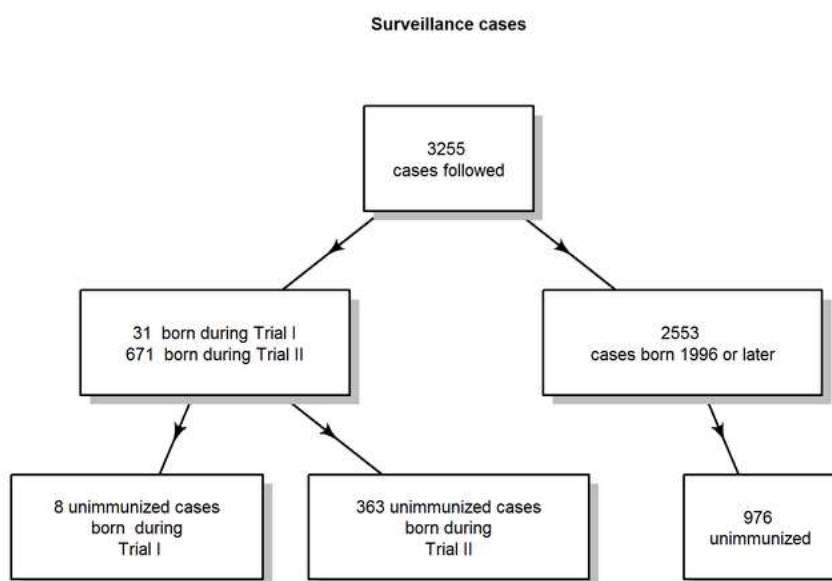 Surveillance cases
3255
cases followed
31 born during Trial I
671 born during Trial II
2553
cases born 1996 or later
8 unimmunized cases
born during
Trial I
363 unimmunized cases
born during
Trial II
976
unimmunized